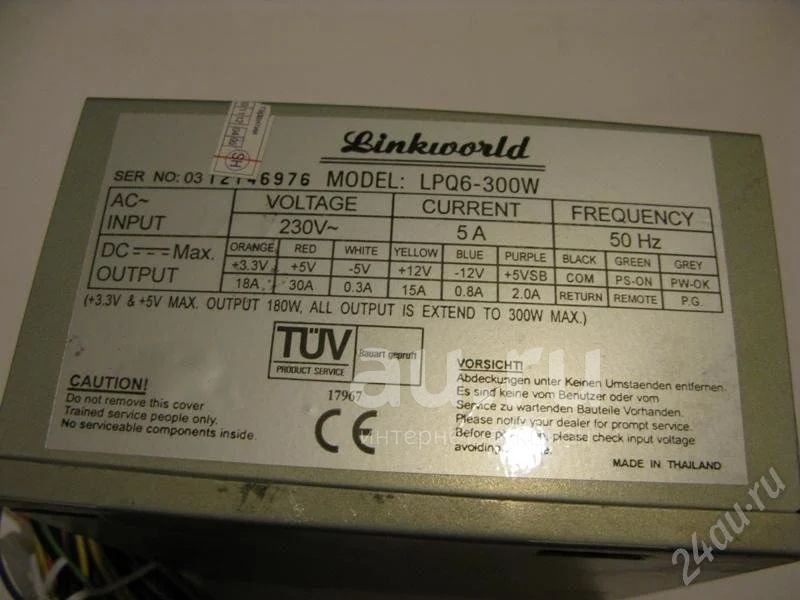 Linkworld
SER NO: 03 12146976 MODEL: LPQ6-300W
AC~ INPUT VOLTAGE CURRENT FREQUENCY
230V~ 5 A 50 Hz
DC Max. OUTPUT ORANGE RED WHITE YELLOW BLUE PURPLE BLACK GREEN GREY
+3.3V +5V -5V +12V -12V +5VSB COM PS-ON PW-OK
18A 30A 0.3A 15A 0.8A 2.0A RETURN REMOTE P.G.
(+3.3V & +5V MAX. OUTPUT 180W, ALL OUTPUT IS EXTEND TO 300W MAX.)
TÜV
PRODUCT SERVICE
Bauart geprüft
17967
CE
CAUTION!
Do not remove this cover
Trained service people only.
No serviceable components inside.
VORSICHT!
Abdeckungen unter Keinen Umstaenden entfernen.
Es sind keine vom Benutzer oder vom
Service zu wartenden Bauteile Vorhanden.
Please notify your dealer for prompt service.
Before please check input voltage
avoiding
MADE IN THAILAND
au.ru
24au.ru